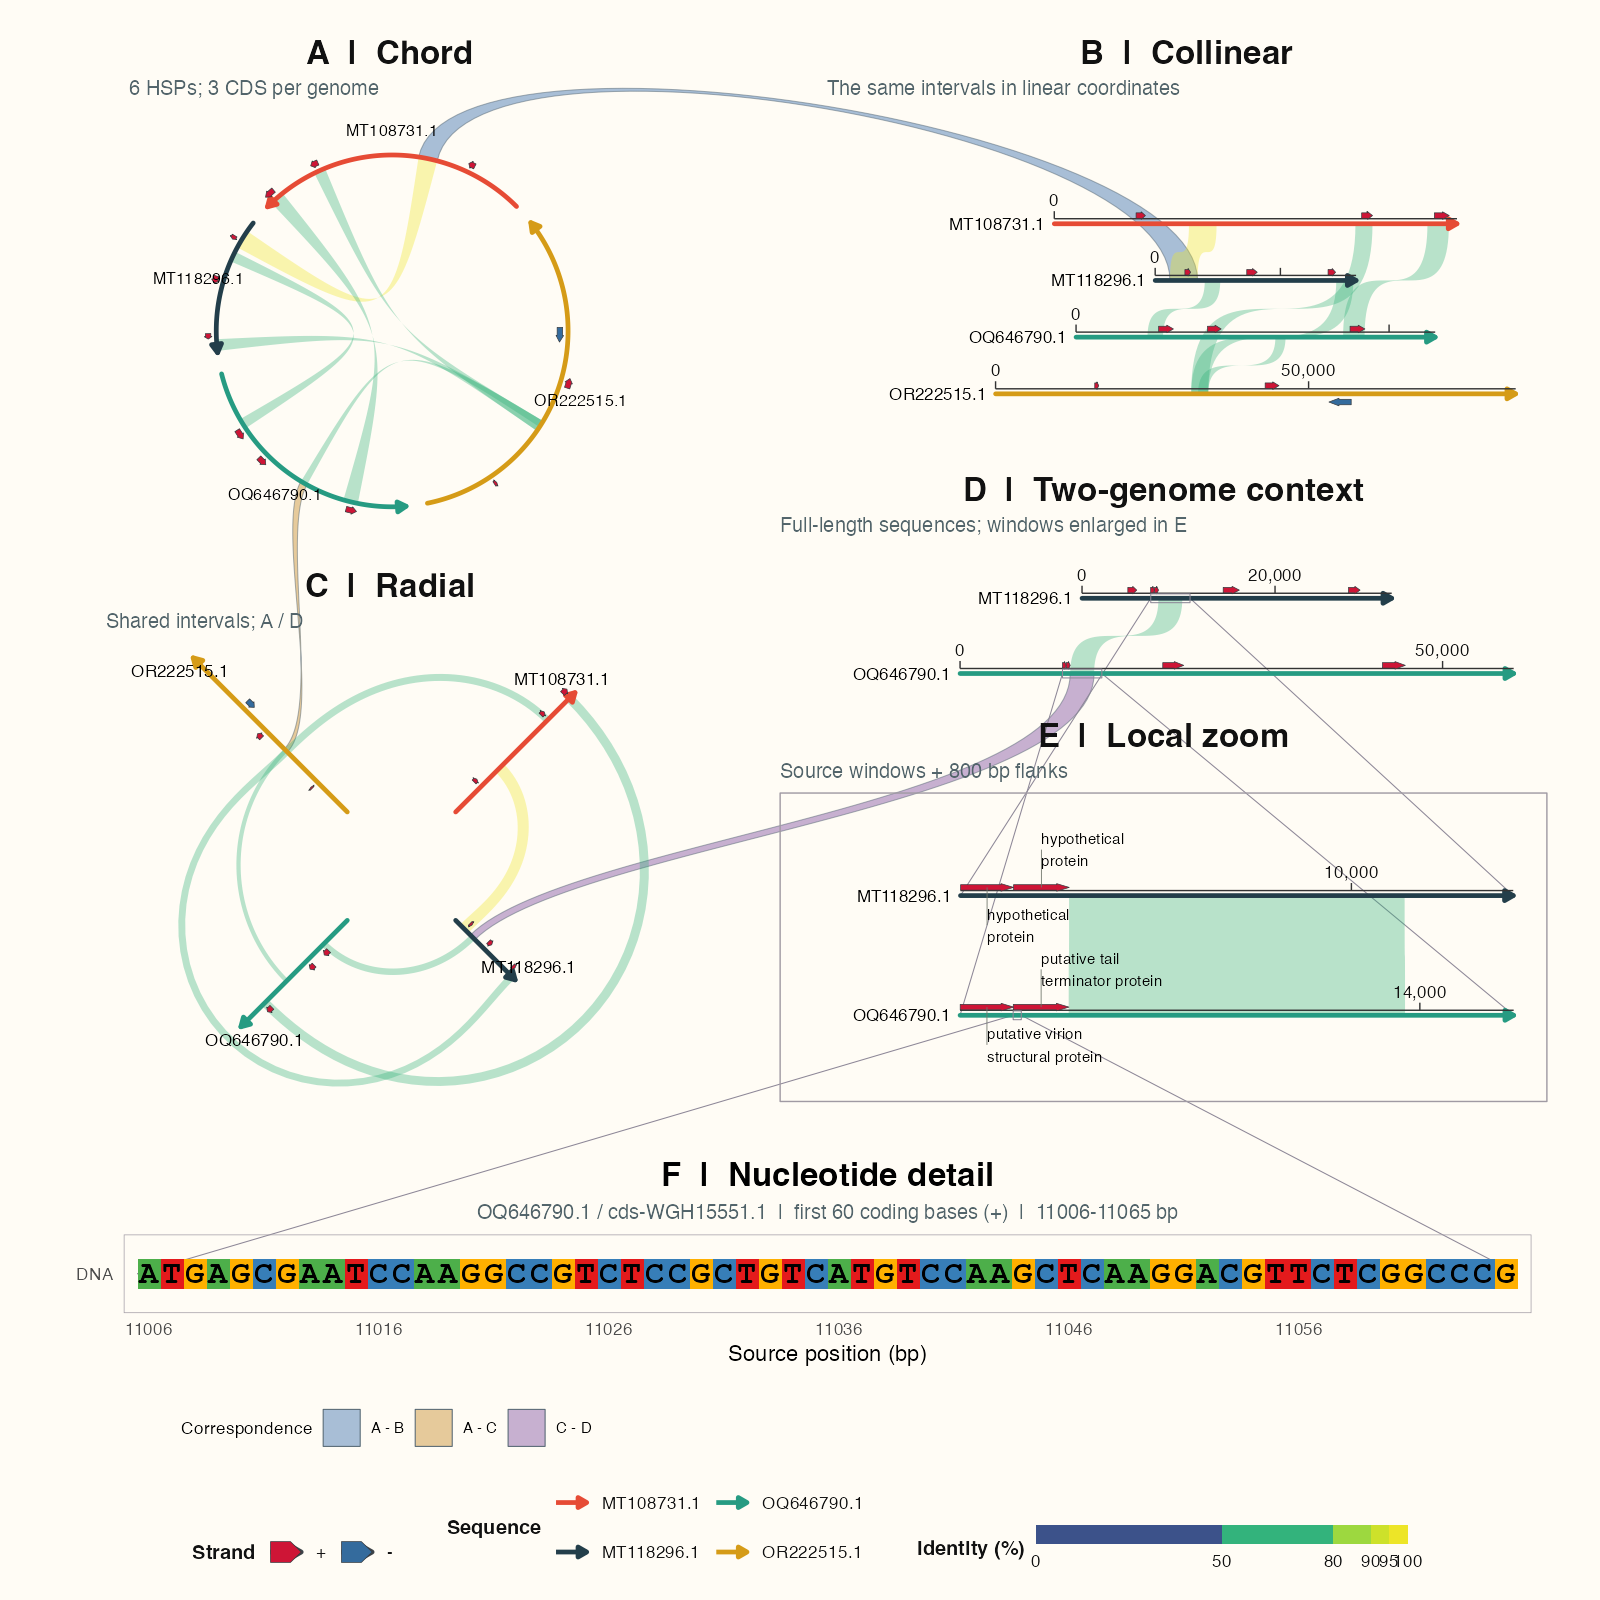 A | Chord
6 HSPs; 3 CDS per genome
MT108731.1
MT118296.1
OR222515.1
OQ646790.1
B | Collinear
The same intervals in linear coordinates
0
MT108731.1
0
MT118296.1
0
OQ646790.1
0 50,000
OR222515.1
C | Radial
Shared intervals; A / D
OR222515.1
MT108731.1
MT118296.1
OQ646790.1
D | Two-genome context
Full-length sequences; windows enlarged in E
0 20,000
MT118296.1
0 50,000
OQ646790.1
E | Local zoom
Source windows + 800 bp flanks
hypothetical
protein
10,000
MT118296.1
hypothetical
protein
putative tail
terminator protein
14,000
OQ646790.1
putative virion
structural protein
F | Nucleotide detail
OQ646790.1 / cds-WGH15551.1 | first 60 coding bases (+) | 11006-11065 bp
DNA ATGAGCGAATCCAAGGCCGTCTCCGCTGTCATGTCCAAGCTCAAGGACGTTCTCGGCCCG
11006 11016 11026 11036 11046 11056
Source position (bp)
Correspondence A - B A - C C - D
Strand + -
Sequence
MT108731.1 OQ646790.1
MT118296.1 OR222515.1
Identity (%)
0 50 80 90 95 100